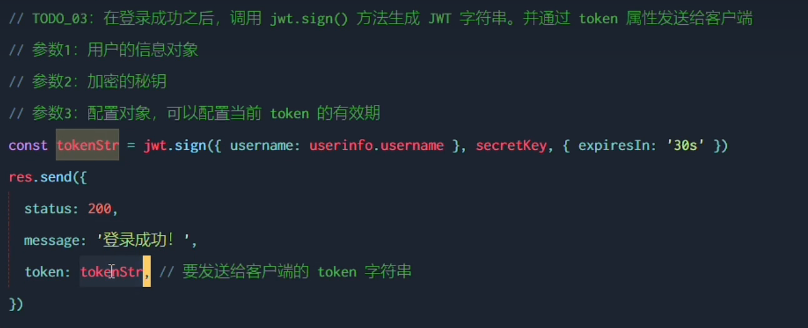 // TODO_03：在登录成功之后，调用 jwt.sign() 方法生成 JWT 字符串。并通过 token 属性发送给客户端
// 参数1：用户的信息对象
// 参数2：加密的秘钥
// 参数3：配置对象，可以配置当前 token 的有效期
const tokenStr = jwt.sign({ username: userinfo.username }, secretKey, { expiresIn: '30s' })
res.send({
  status: 200,
  message: '登录成功！',
  token: tokenStr, // 要发送给客户端的 token 字符串
})